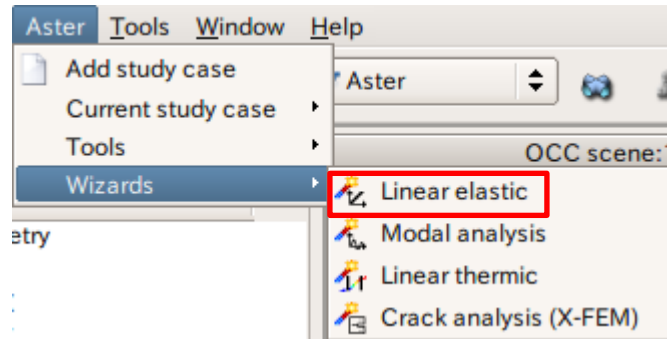 Aster Tools Window Help
Add study case
Aster
Current study case
Tools
OCC scene:
Wizards
Linear elastic
etry
Modal analysis
Linear thermic
Crack analysis (X-FEM)